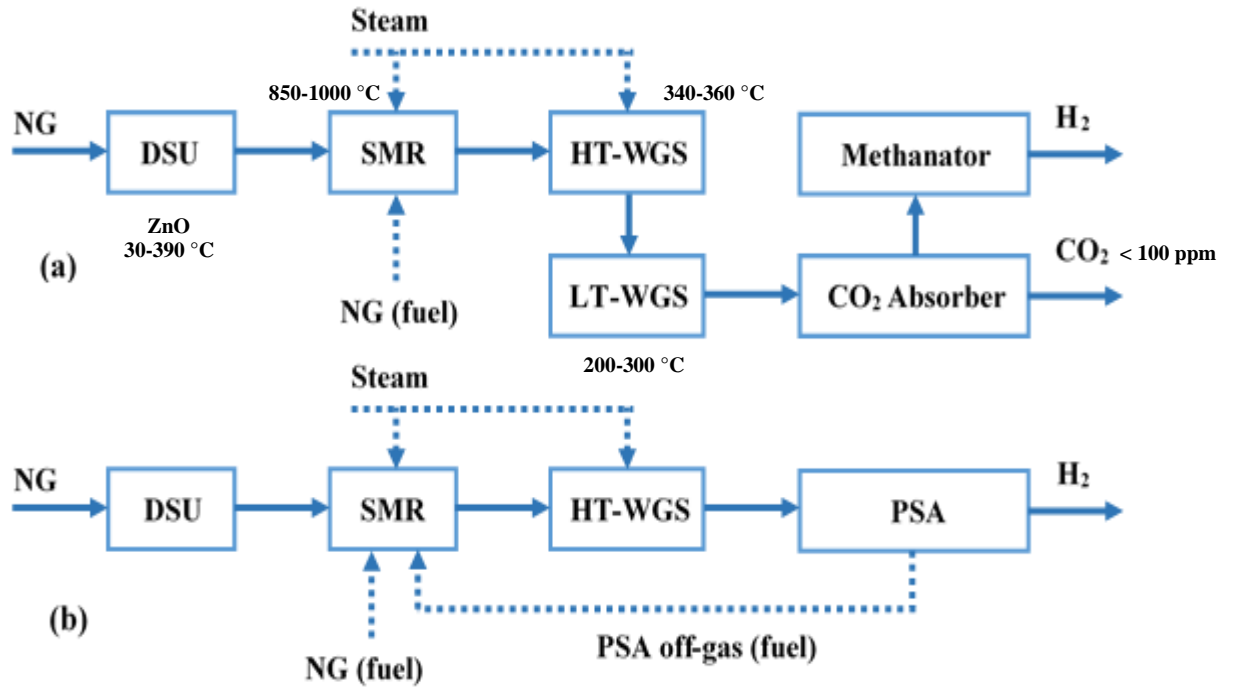 Steam
850-1000 °C
340-360 °C
NG
DSU
SMR
HT-WGS
Methanator
H2
ZnO
30-390 °C
(a)
NG (fuel)
LT-WGS
CO2 Absorber
CO2 < 100 ppm
200-300 °C
Steam
NG
DSU
SMR
HT-WGS
PSA
H2
(b)
NG (fuel)
PSA off-gas (fuel)